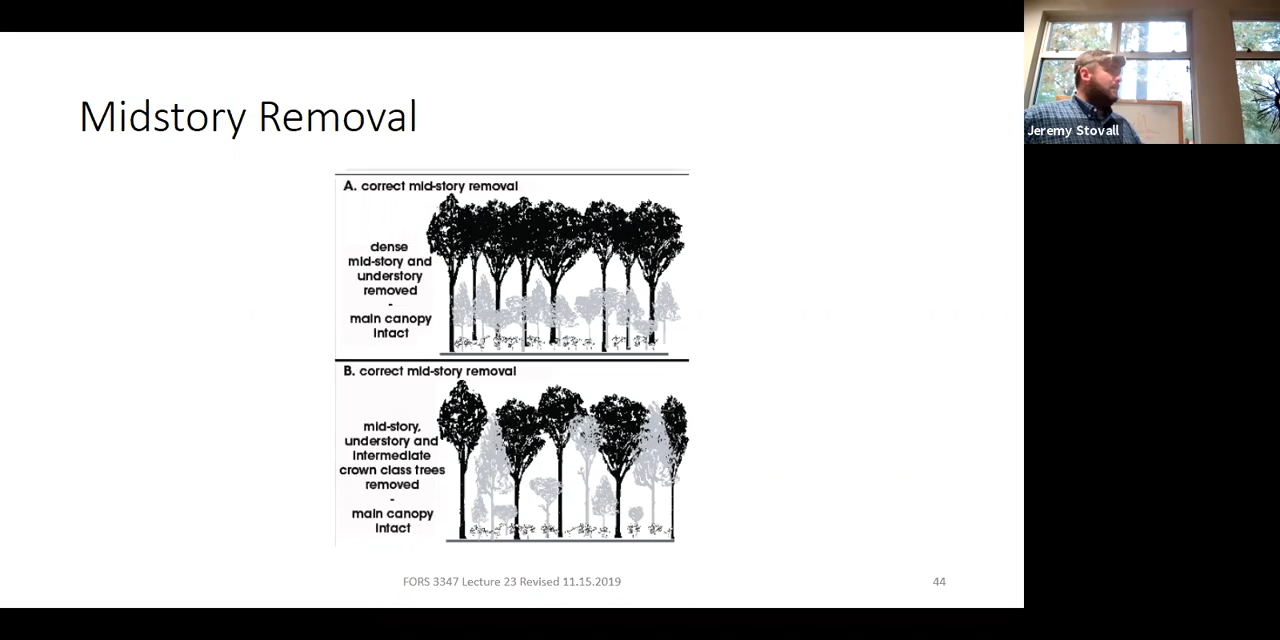 Midstory Removal
A. correct mid-story removal
dense
mid-story and
understory
removed
-
main canopy
intact
B. correct mid-story removal
mid-story,
understory and
intermediate
crown class trees
removed
-
main canopy
intact
FORS 3347 Lecture 23 Revised 11.15.2019
44
Jeremy Stovall